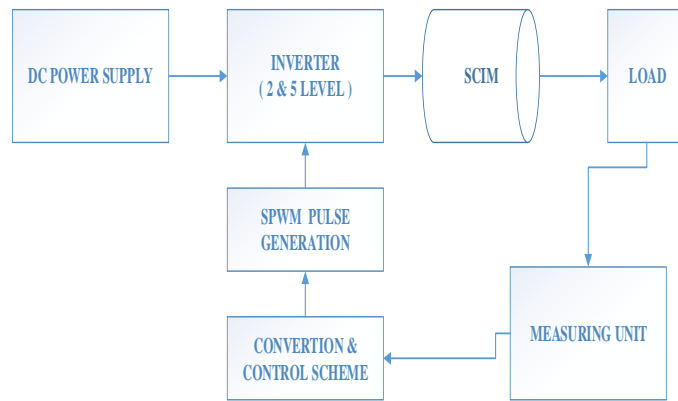 DC POWER SUPPLY
INVERTER
( 2 & 5 LEVEL )
SCIM
LOAD
SPWM PULSE
GENERATION
MEASURING UNIT
CONVERTION &
CONTROL SCHEME